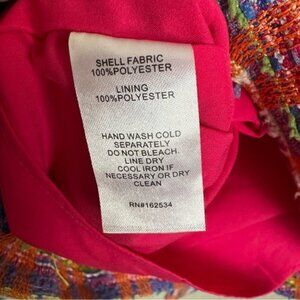 SHELL FABRIC
100%POLYESTER
LINING
100%POLYESTER
HAND WASH COLD
SEPARATELY
DO NOT BLEACH.
LINE DRY
COOL IRON IF
NECESSARY OR DRY
CLEAN
RN#162534